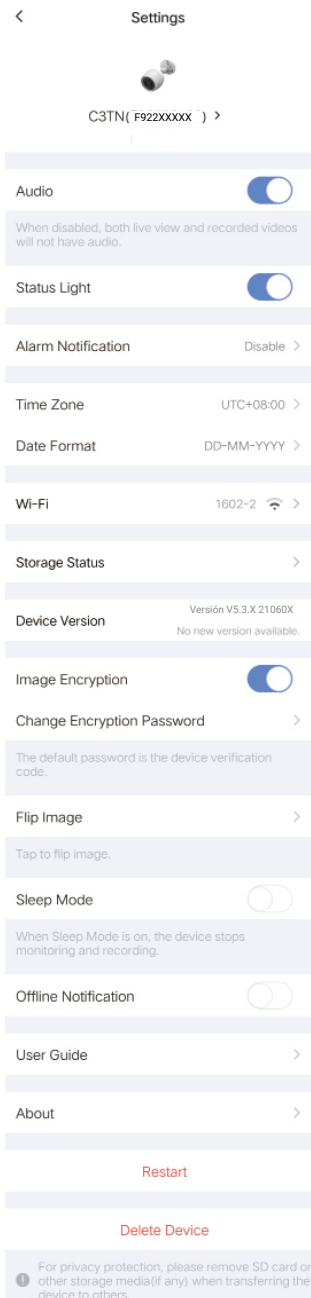 Settings
C3TN( F922XXXXX )
Audio
When disabled, both live view and recorded videos
will not have audio.
Status Light
Alarm Notification Disable
Time Zone UTC+08:00
Date Format DD-MM-YYYY
Wi-Fi 1602-2
Storage Status
Device Version Versión V5.3.X 21060X
No new version available.
Image Encryption
Change Encryption Password
The default password is the device verification
code.
Flip Image
Tap to flip image.
Sleep Mode
When Sleep Mode is on, the device stops
monitoring and recording.
Offline Notification
User Guide
About
Restart
Delete Device
For privacy protection, please remove SD card or
other storage media(if any) when transferring the
device to others.